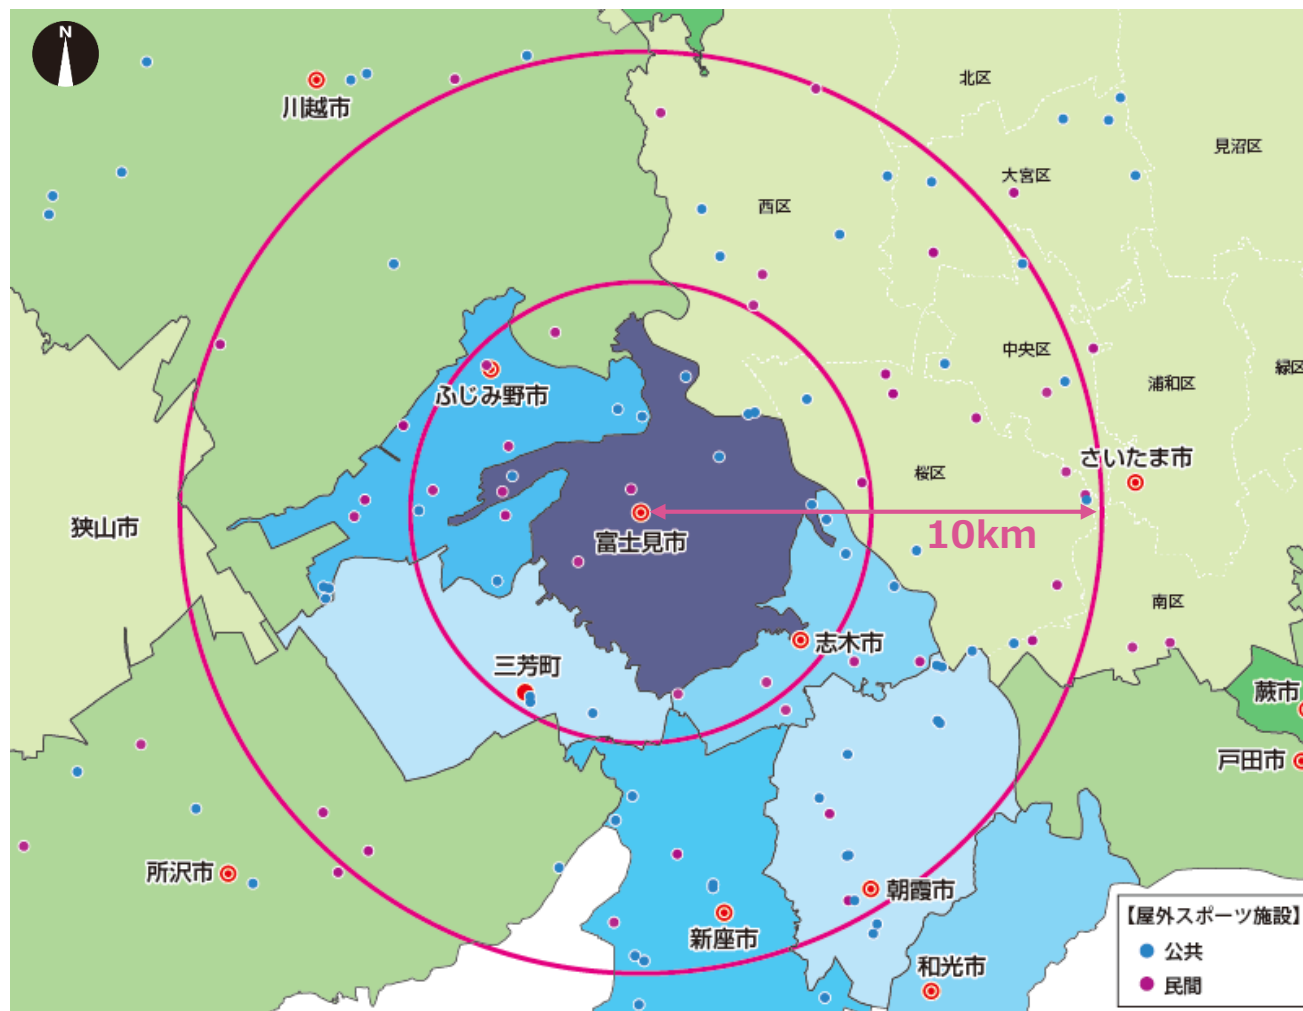 N
北区
川越市
見沼区
大宮区
西区
中央区
緑区
浦和区
ふじみ野市
さいたま市
桜区
狭山市
10km
富士見市
南区
志木市
三芳町
蕨市
戸田市
所沢市
朝霞市
【屋外スポーツ施設】
新座市
公共
和光市
民間